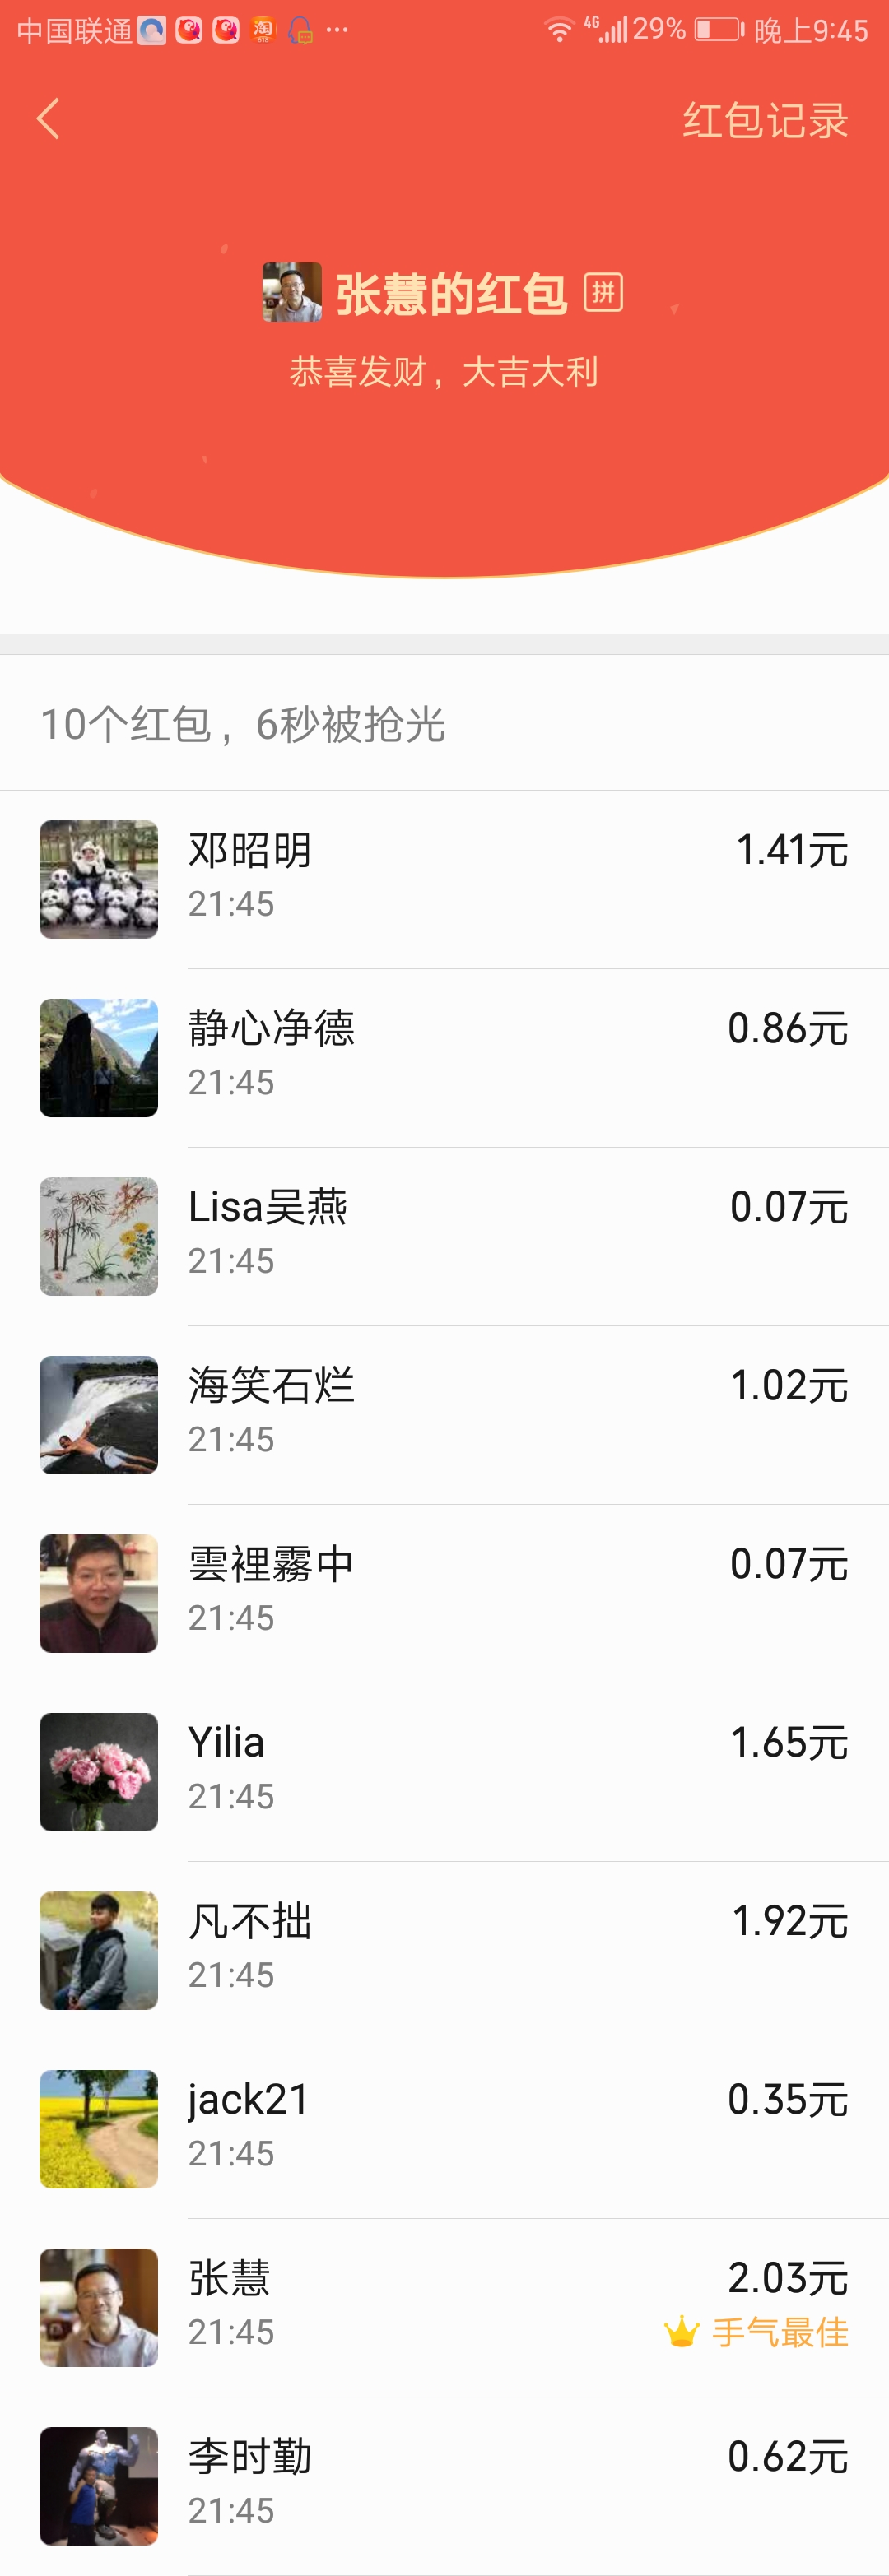 中国联通 淘 618 ··· 4G 29% 晚上9:45
红包记录
张慧的红包 拼
恭喜发财，大吉大利
10个红包，6秒被抢光
邓昭明 1.41元
21:45
静心净德 0.86元
21:45
Lisa吴燕 0.07元
21:45
海笑石烂 1.02元
21:45
雲裡霧中 0.07元
21:45
Yilia 1.65元
21:45
凡不拙 1.92元
21:45
jack21 0.35元
21:45
张慧 2.03元
21:45 手气最佳
李时勤 0.62元
21:45